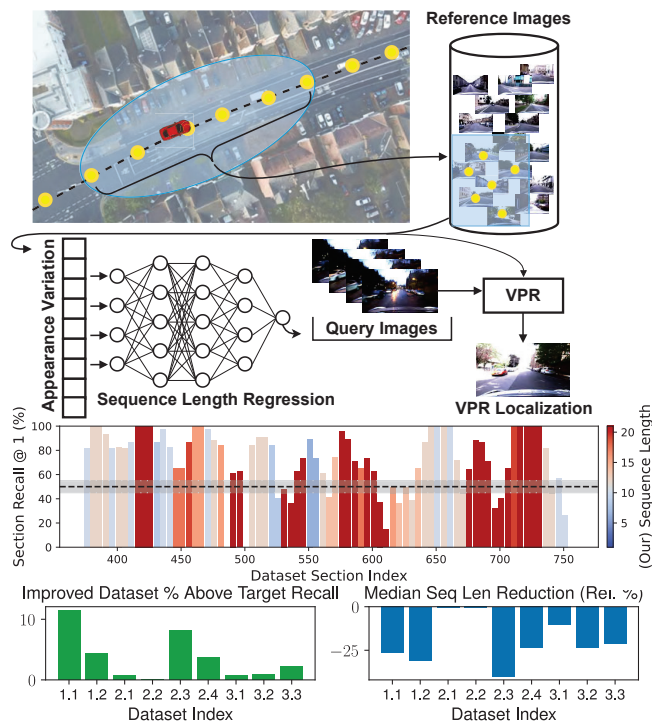 Reference Images
Appearance Variation
Sequence Length Regression
Query Images
VPR
VPR Localization
Section Recall @ 1 (%)
100
80
60
40
20
0
400
450
500
550
600
650
700
750
Dataset Section Index
20
15
10
5
(Our) Sequence Length
Improved Dataset % Above Target Recall
10
0
1.1 1.2 2.1 2.2 2.3 2.4 3.1 3.2 3.3
Dataset Index
Median Seq Len Reduction (Rel. %)
0
−25
1.1 1.2 2.1 2.2 2.3 2.4 3.1 3.2 3.3
Dataset Index